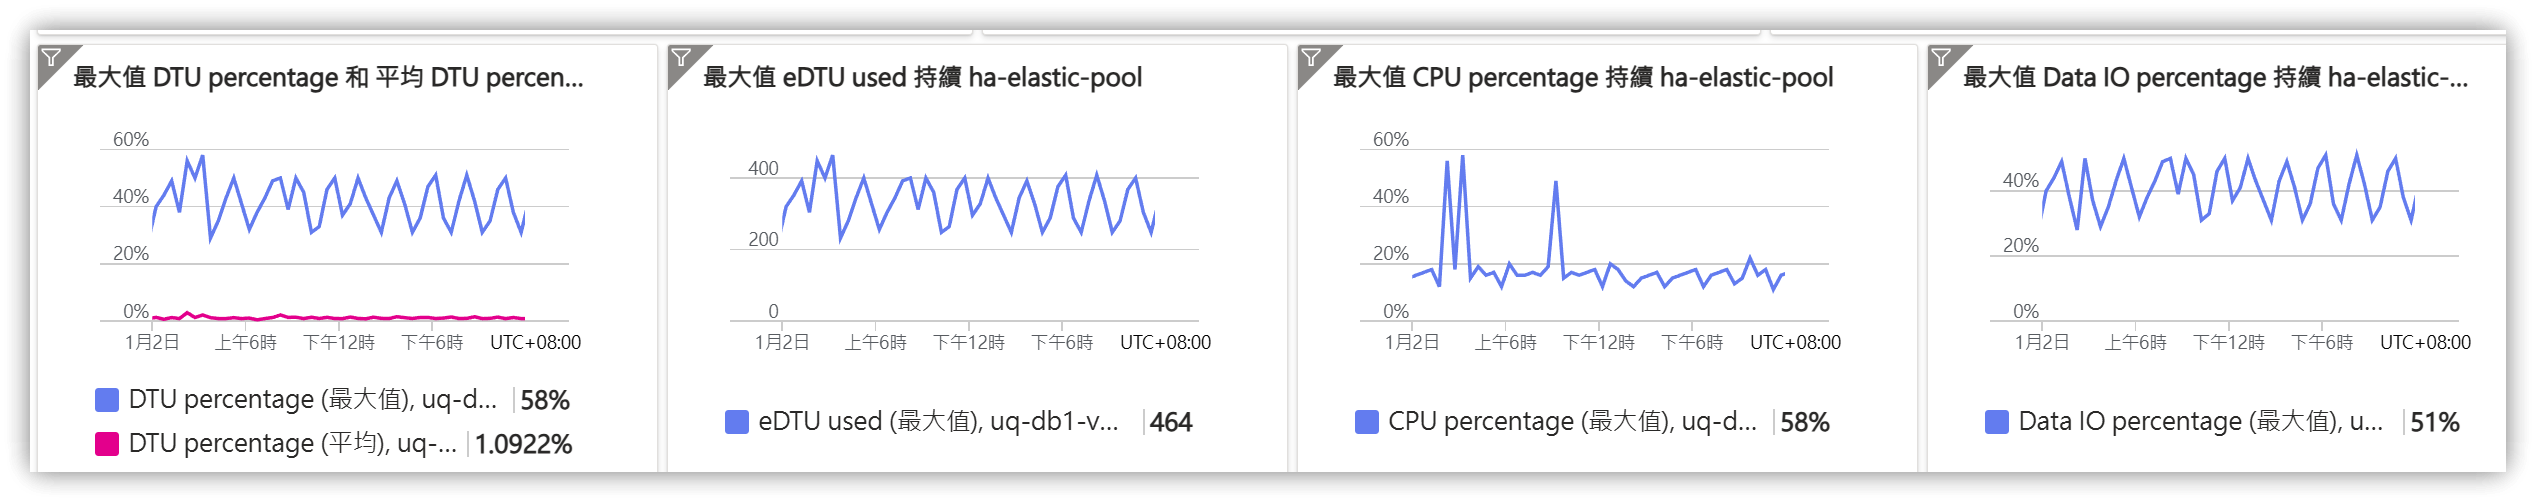 最大值 DTU percentage 和 平均 DTU percen...
60%
40%
20%
0%
1月2日 上午6時 下午12時 下午6時 UTC+08:00
DTU percentage (最大值), uq-d... 58%
DTU percentage (平均), uq-... 1.0922%
最大值 eDTU used 持續 ha-elastic-pool
400
200
0
1月2日 上午6時 下午12時 下午6時 UTC+08:00
eDTU used (最大值), uq-db1-v... 464
最大值 CPU percentage 持續 ha-elastic-pool
60%
40%
20%
0%
1月2日 上午6時 下午12時 下午6時 UTC+08:00
CPU percentage (最大值), uq-d... 58%
最大值 Data IO percentage 持續 ha-elastic-...
40%
20%
0%
1月2日 上午6時 下午12時 下午6時 UTC+08:00
Data IO percentage (最大值), u... 51%